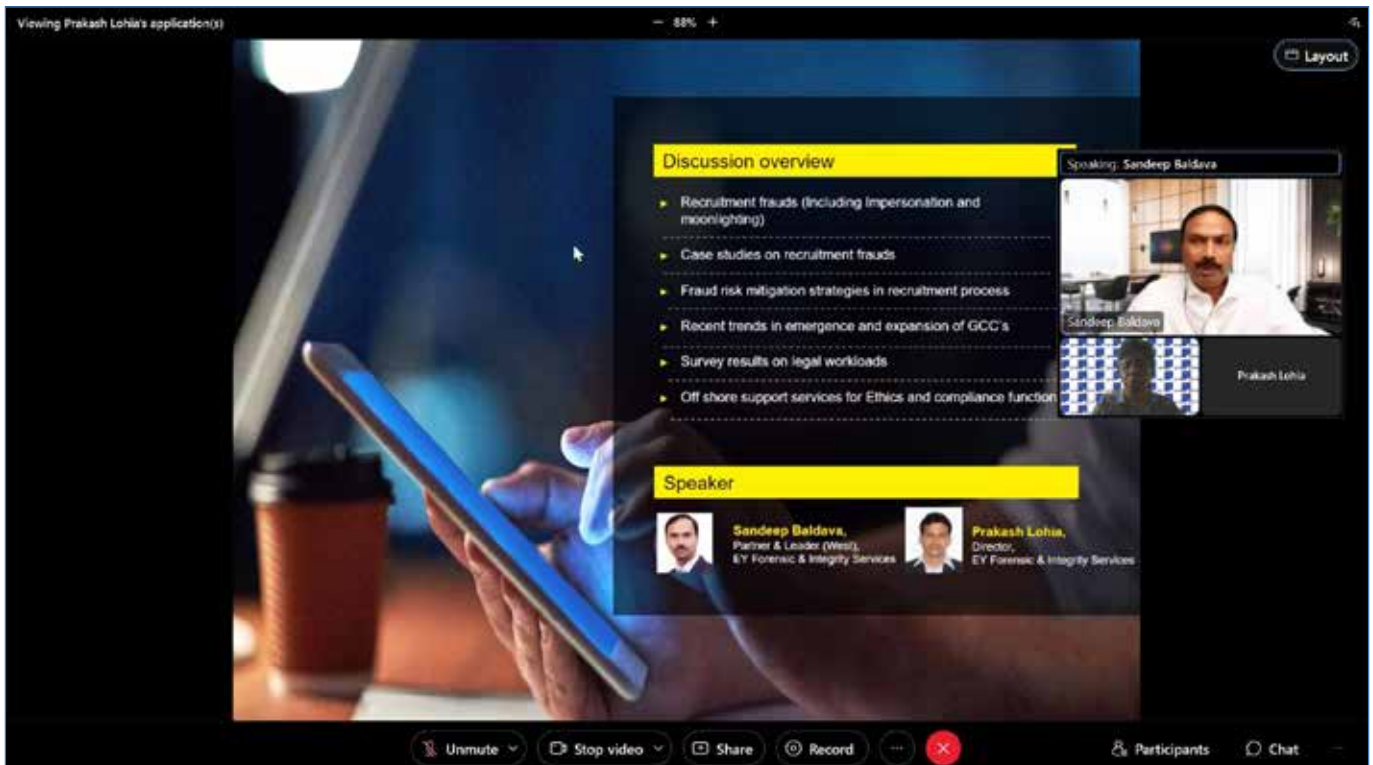 Viewing Prakash Lohia's application(s)
− 88% +
Layout
Discussion overview
Speaking: Sandeep Baldava
► Recruitment frauds (Including Impersonation and
moonlighting)
► Case studies on recruitment frauds
► Fraud risk mitigation strategies in recruitment process
► Recent trends in emergence and expansion of GCC's
► Survey results on legal workloads
► Off shore support services for Ethics and compliance function
Sandeep Baldava
Prakash Lohia
Speaker
Sandeep Baldava,
Partner & Leader (West),
EY Forensic & Integrity Services
Prakash Lohia,
Director,
EY Forensic & Integrity Services
Unmute
Stop video
Share
Record
Participants
Chat